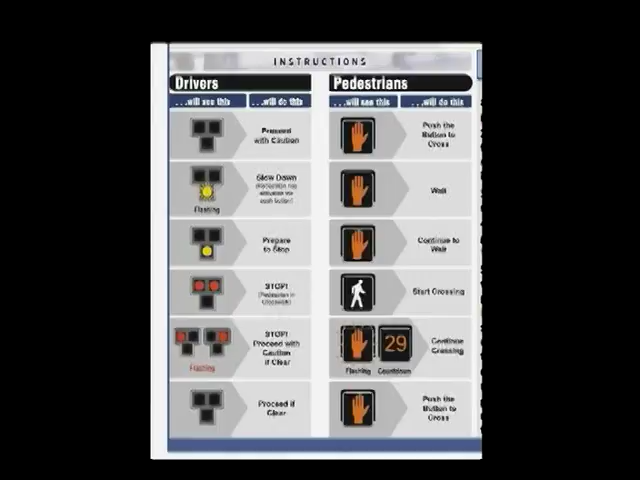 INSTRUCTIONS
Drivers
...will see this
...will do this
Proceed
with Caution
Slow Down
Flashing
Prepare
to Stop
STOP!
STOP!
Proceed with
Caution
if Clear
Flashing
Proceed if
Clear
Pedestrians
...will see this
...will do this
Push the
Button to
Cross
Wait
Continue to
Wait
Start Crossing
29
Continue
Crossing
Flashing
Countdown
Push the
Button to
Cross